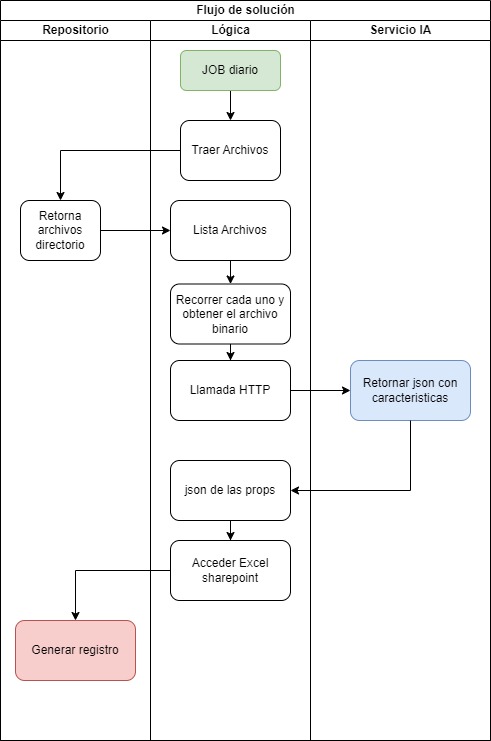 Flujo de solución
Repositorio
Lógica
Servicio IA
JOB diario
Traer Archivos
Retorna
archivos
directorio
Lista Archivos
Recorrer cada uno y
obtener el archivo
binario
Llamada HTTP
Retornar json con
caracteristicas
json de las props
Acceder Excel
sharepoint
Generar registro